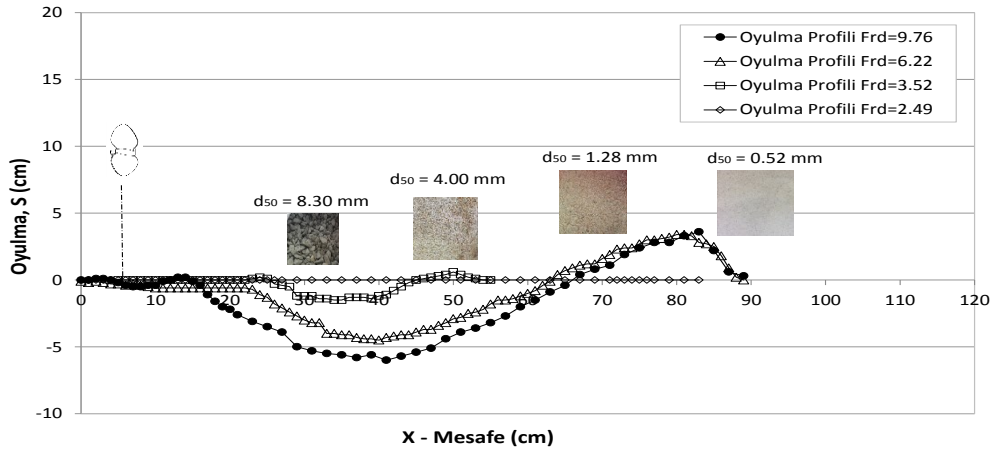 20
15
10
5
0
-5
-10
Oyulma, S (cm)
Oyulma Profili Frd=9.76
Oyulma Profili Frd=6.22
Oyulma Profili Frd=3.52
Oyulma Profili Frd=2.49
d50 = 8.30 mm
d50 = 4.00 mm
d50 = 1.28 mm
d50 = 0.52 mm
0 10 20 30 40 50 60 70 80 90 100 110 120
X - Mesafe (cm)